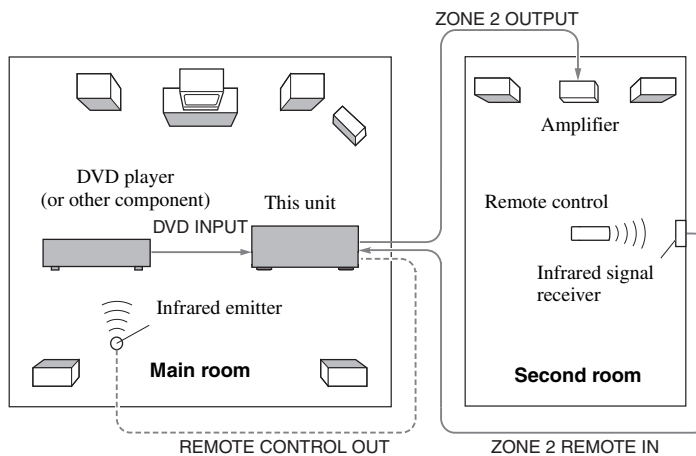 ZONE 2 OUTPUT
Amplifier
DVD player
(or other component)
This unit
DVD INPUT
Remote control
Infrared signal
receiver
Infrared emitter
Main room
Second room
REMOTE CONTROL OUT
ZONE 2 REMOTE IN